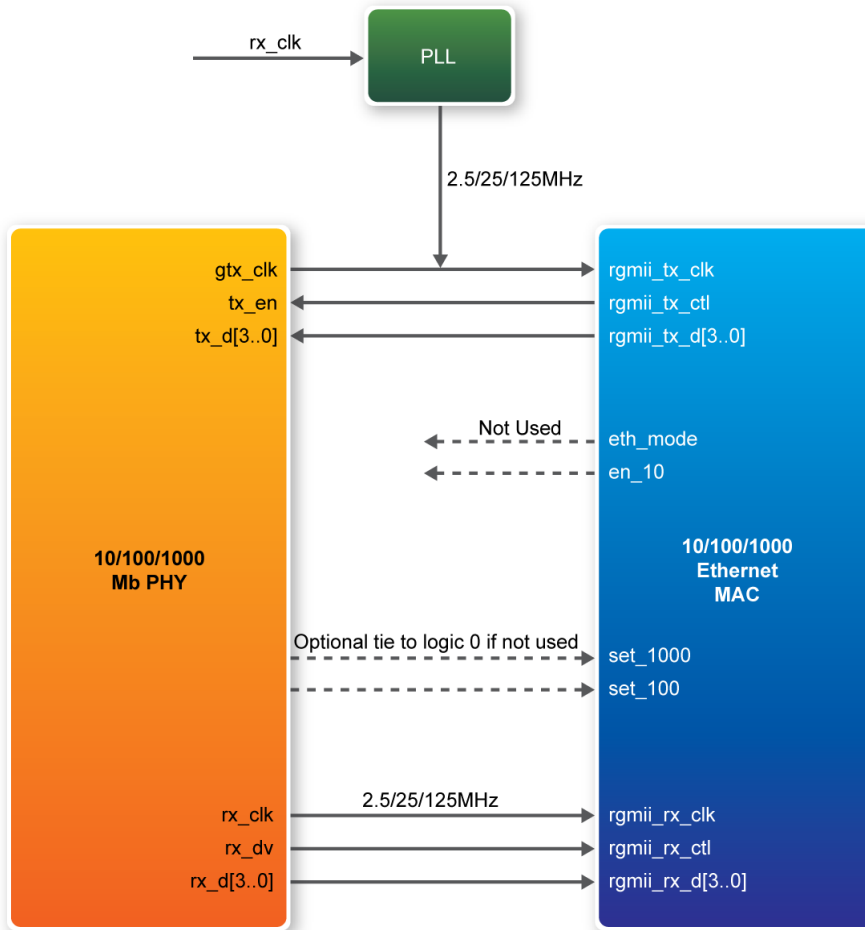 rx_clk
PLL
2.5/25/125MHz
gtx_clk
rgmii_tx_clk
tx_en
rgmii_tx_ctl
tx_d[3..0]
rgmii_tx_d[3..0]
Not Used
eth_mode
en_10
10/100/1000
Mb PHY
10/100/1000
Ethernet
MAC
Optional tie to logic 0 if not used
set_1000
set_100
rx_clk
2.5/25/125MHz
rgmii_rx_clk
rx_dv
rgmii_rx_ctl
rx_d[3..0]
rgmii_rx_d[3..0]